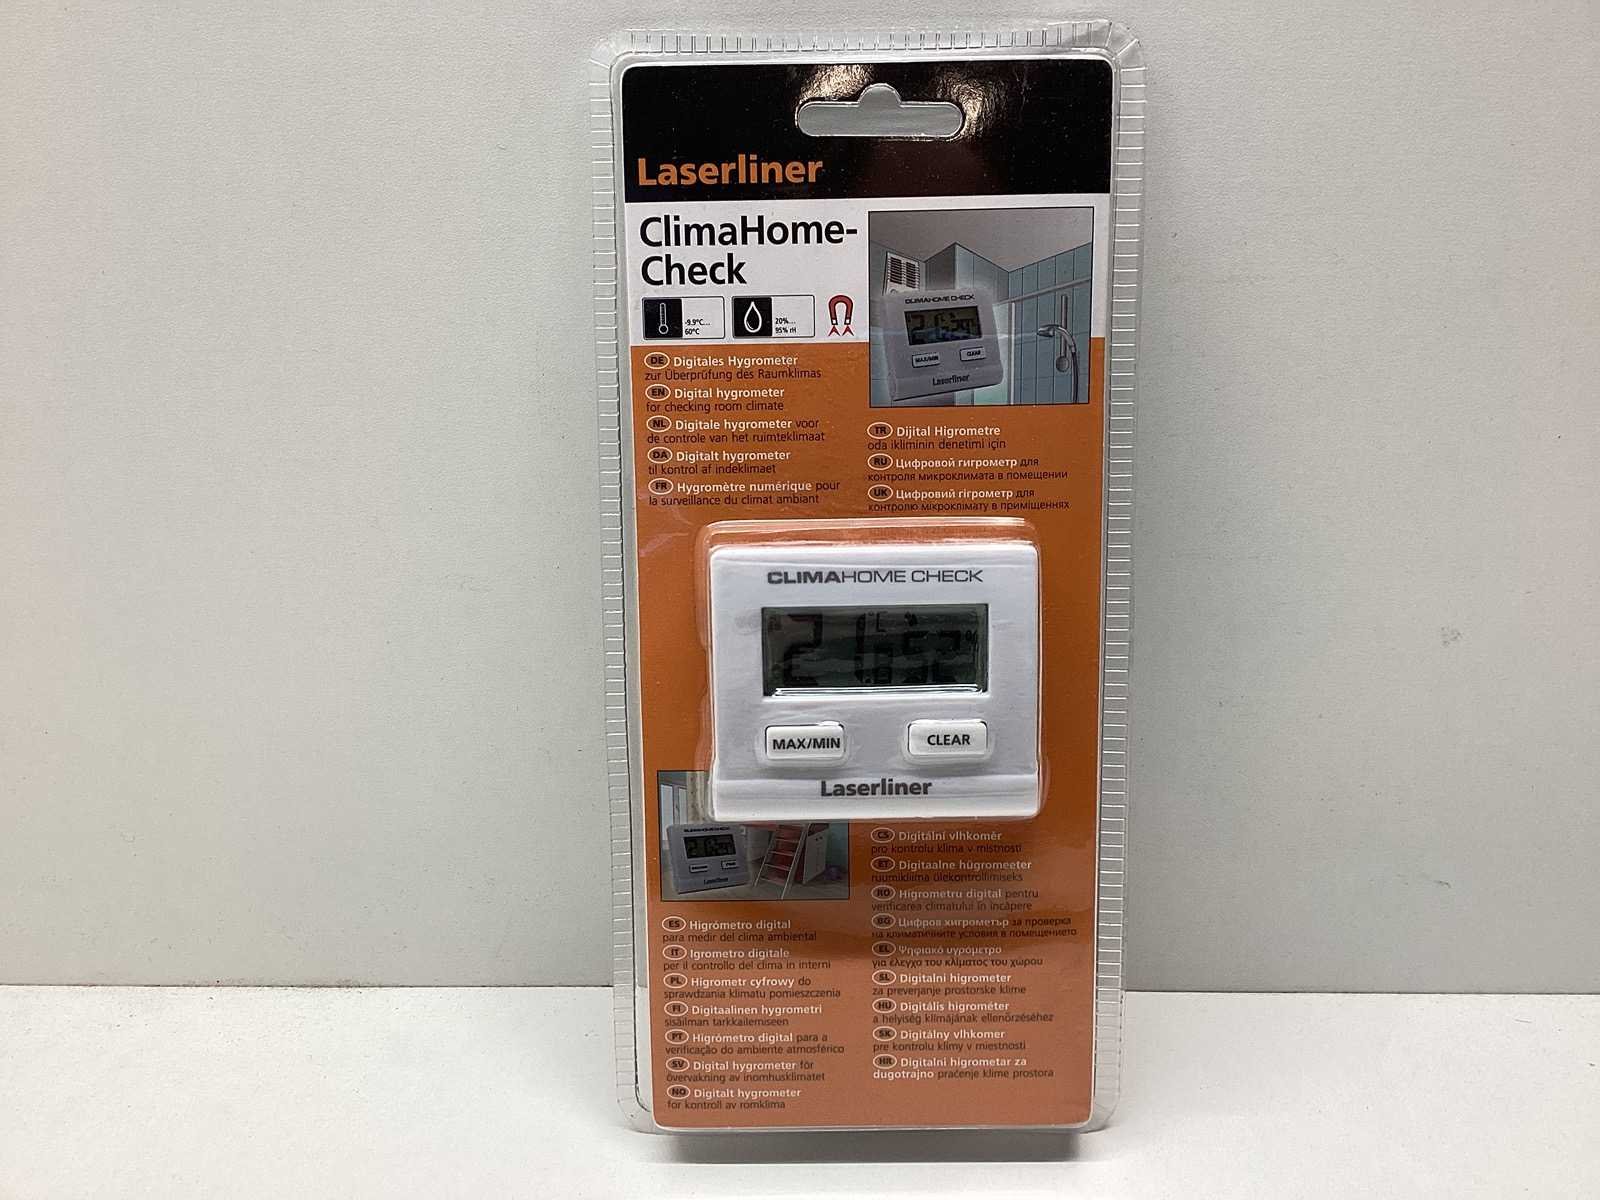 Laserliner
ClimaHome-
Check
-9.9°C...
60°C
20%...
95% rH
CLIMAHOME CHECK
MAX/MIN
CLEAR
Laserliner
DE Digitales Hygrometer
zur Überprüfung des Raumklimas
EN Digital hygrometer
for checking room climate
NL Digitale hygrometer voor
de controle van het ruimteklimaat
DA Digitalt hygrometer
til kontrol af indeklimaet
FR Hygromètre numérique pour
la surveillance du climat ambiant
TR Dijital Higrometre
oda ikliminin denetimi için
RU Цифровой гигрометр для
контроля микроклимата в помещении
UK Цифровий гігрометр для
контролю мікроклімату в приміщеннях
CLIMAHOME CHECK
21.8 °C 52 %
MAX/MIN
CLEAR
Laserliner
CLIMAHOME CHECK
Laserliner
ES Higrómetro digital
para medir del clima ambiental
IT Igrometro digitale
per il controllo del clima in interni
PL Higrometr cyfrowy do
sprawdzania klimatu pomieszczenia
FI Digitaalinen hygrometri
sisäilman tarkkailemiseen
PT Higrómetro digital para a
verificação do ambiente atmosférico
SV Digital hygrometer för
övervakning av inomhusklimatet
NO Digitalt hygrometer
for kontroll av romklima
CS Digitální vlhkoměr
pro kontrolu klima v místnosti
ET Digitaalne hügromeeter
ruumikliima ülekontrollimiseks
RO Higrometru digital pentru
verificarea climatului în încăpere
BG Цифров хигрометър за проверка
на климатичните условия в помещението
EL Ψηφιακό υγρόμετρο
για έλεγχο του κλίματος του χώρου
SL Digitalni higrometer
za preverjanje prostorske klime
HU Digitális higrométer
a helyiség klímájának ellenőrzéséhez
SK Digitálny vlhkomer
pre kontrolu klímy v miestnosti
HR Digitalni higrometar za
dugotrajno praćenje klime prostora